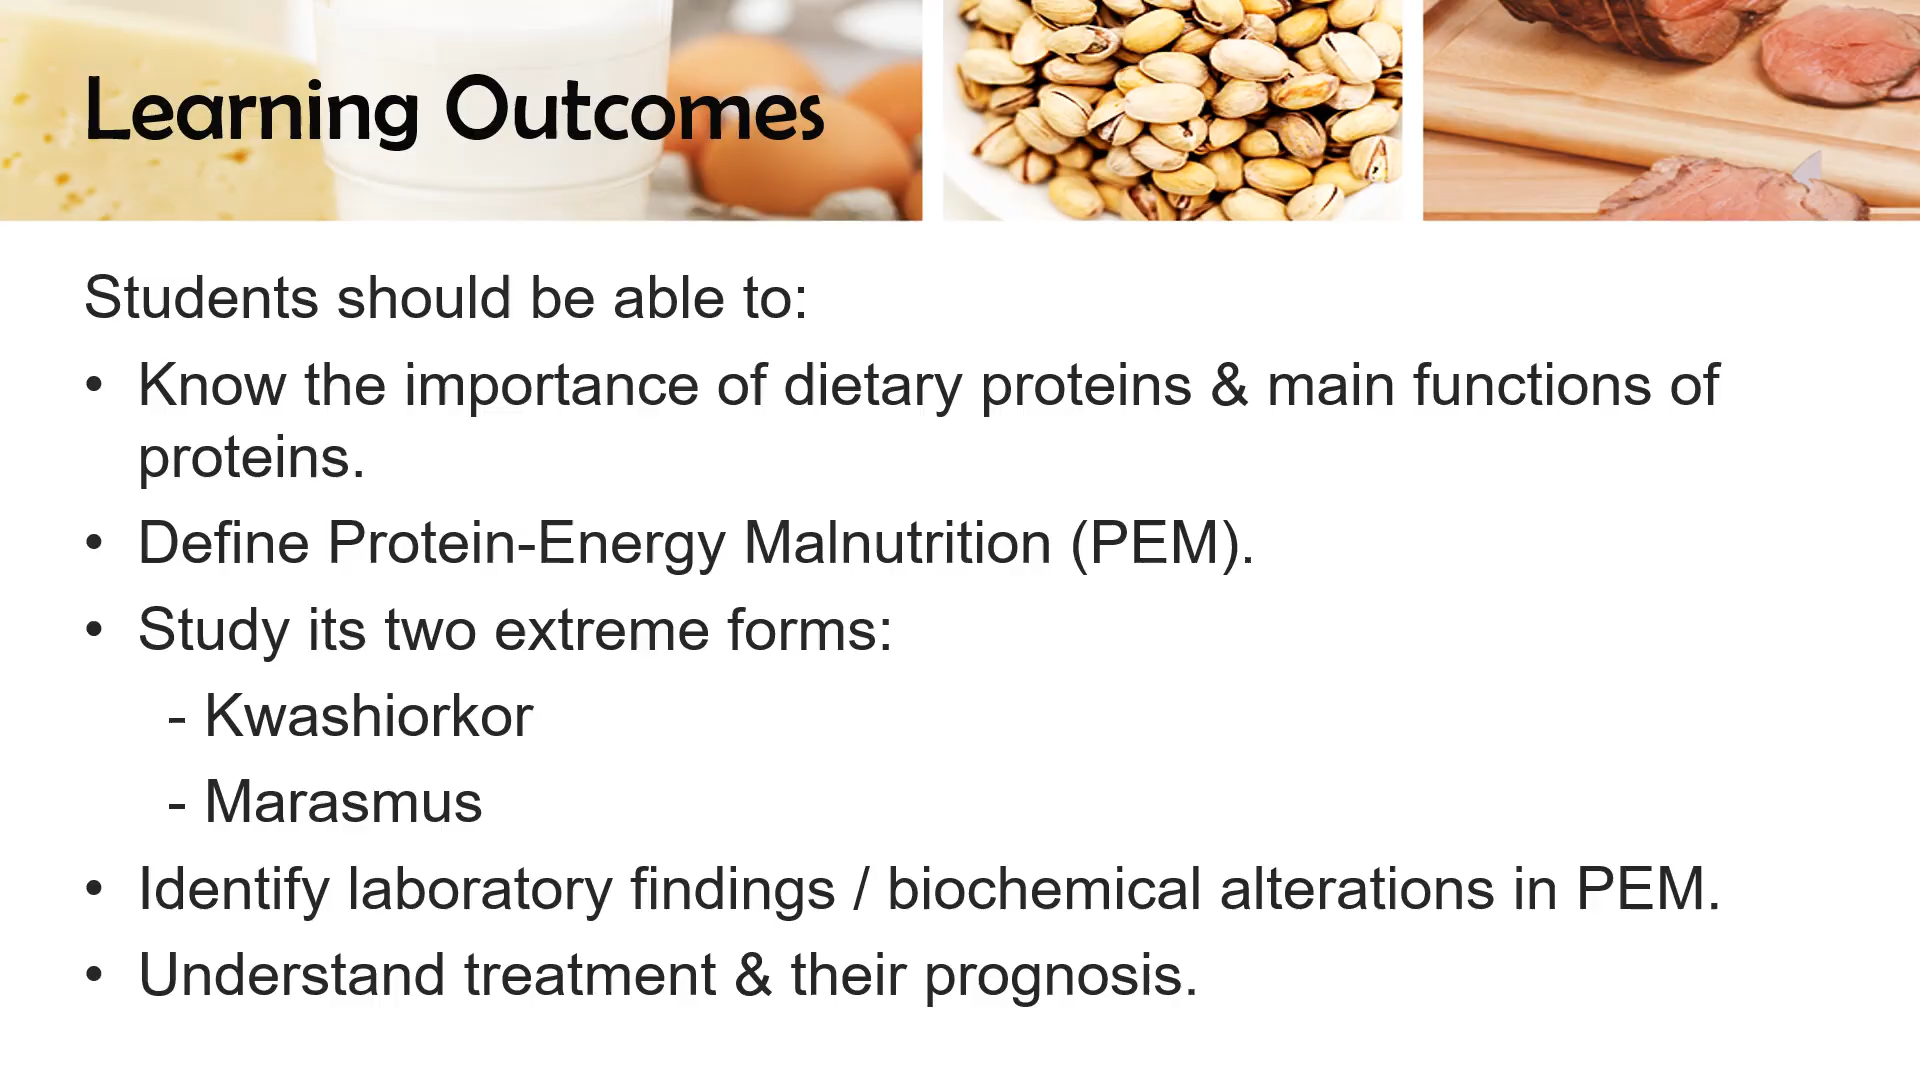 Learning Outcomes
Students should be able to:
• Know the importance of dietary proteins & main functions of
proteins.
• Define Protein-Energy Malnutrition (PEM).
• Study its two extreme forms:
- Kwashiorkor
- Marasmus
• Identify laboratory findings / biochemical alterations in PEM.
• Understand treatment & their prognosis.